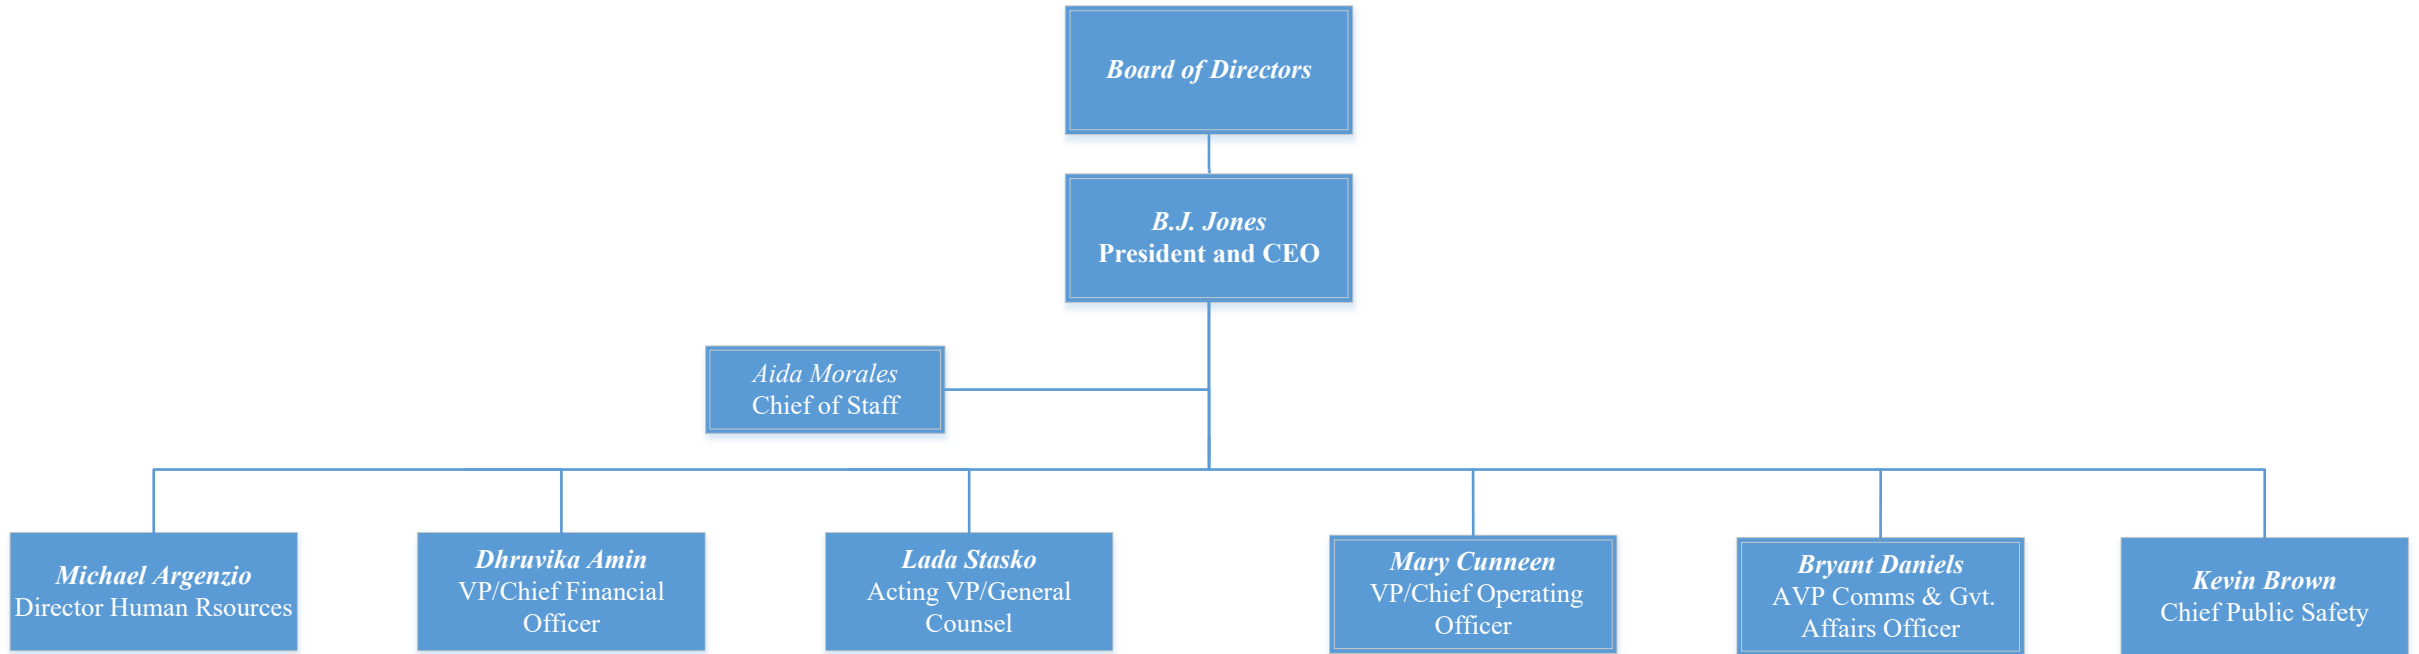 Board of Directors
B.J. Jones
President and CEO
Aida Morales
Chief of Staff
Michael Argenzio
Director Human Rsources
Dhruvika Amin
VP/Chief Financial
Officer
Lada Stasko
Acting VP/General
Counsel
Mary Cunneen
VP/Chief Operating
Officer
Bryant Daniels
AVP Comms & Gvt.
Affairs Officer
Kevin Brown
Chief Public Safety